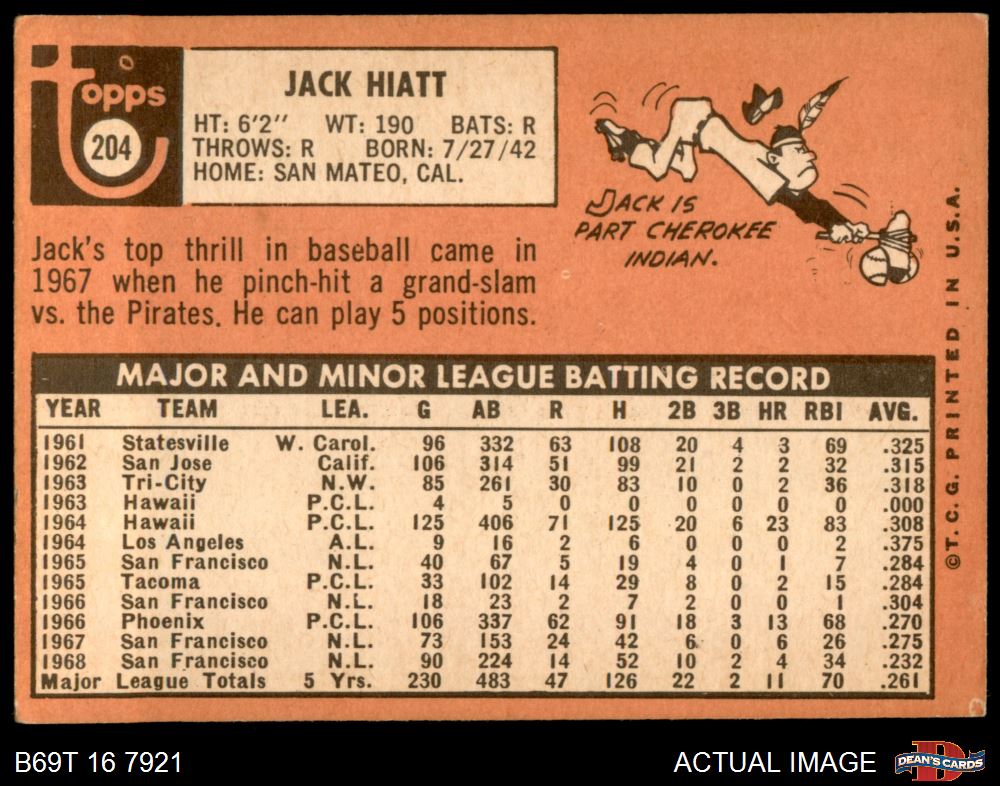 topps
204
JACK HIATT
HT: 6'2" WT: 190 BATS: R
THROWS: R BORN: 7/27/42
HOME: SAN MATEO, CAL.
JACK IS
PART CHEROKEE
INDIAN.
Jack's top thrill in baseball came in
1967 when he pinch-hit a grand-slam
vs. the Pirates. He can play 5 positions.
MAJOR AND MINOR LEAGUE BATTING RECORD
YEAR TEAM LEA. G AB R H 2B 3B HR RBI AVG.
1961 Statesville W. Carol. 96 332 63 108 20 4 3 69 .325
1962 San Jose Calif. 106 314 51 99 21 2 2 32 .315
1963 Tri-City N.W. 85 261 30 83 10 0 2 36 .318
1963 Hawaii P.C.L. 4 5 0 0 0 0 0 0 .000
1964 Hawaii P.C.L. 125 406 71 125 20 6 23 83 .308
1964 Los Angeles A.L. 9 16 2 6 0 0 0 2 .375
1965 San Francisco N.L. 40 67 5 19 4 0 1 7 .284
1965 Tacoma P.C.L. 33 102 14 29 8 0 2 15 .284
1966 San Francisco N.L. 18 23 2 7 2 0 0 1 .304
1966 Phoenix P.C.L. 106 337 62 91 18 3 13 68 .270
1967 San Francisco N.L. 73 153 24 42 6 0 6 26 .275
1968 San Francisco N.L. 90 224 14 52 10 2 4 34 .232
Major League Totals 5 Yrs. 230 483 47 126 22 2 11 70 .261
©T.C.G. PRINTED IN U.S.A.
B69T 16 7921
ACTUAL IMAGE
D
DEAN'S CARDS